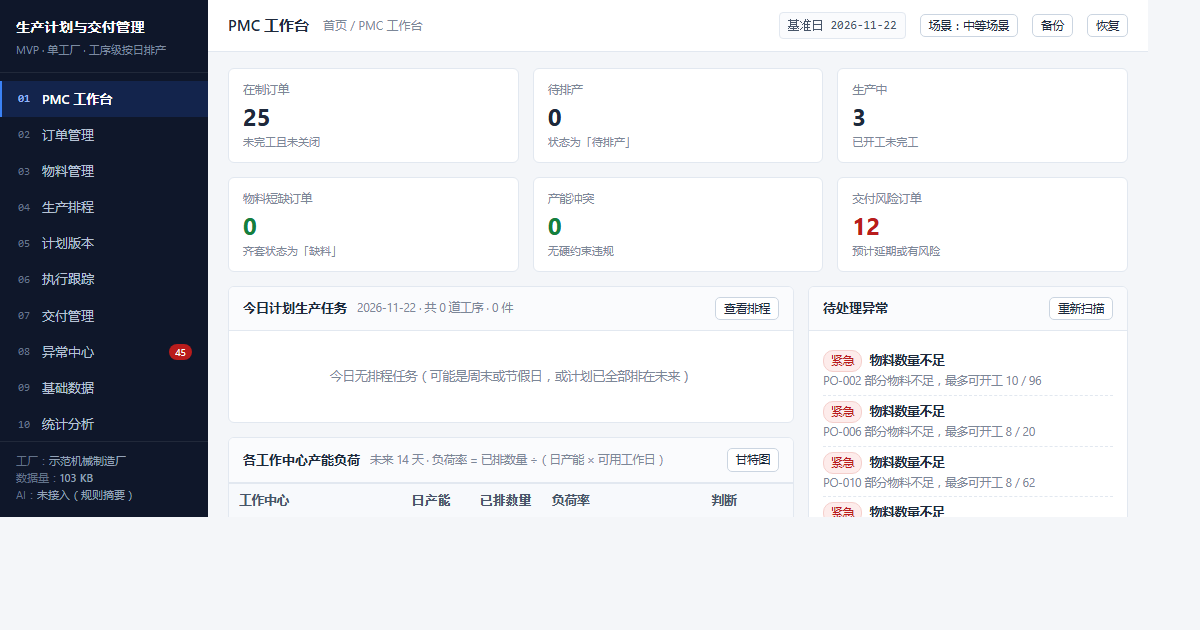 生产计划与交付管理
MVP · 单工厂 · 工序级按日排产
01 PMC 工作台
02 订单管理
03 物料管理
04 生产排程
05 计划版本
06 执行跟踪
07 交付管理
08 异常中心 45
09 基础数据
10 统计分析
工厂：示范机械制造厂
数据量：103 KB
AI：未接入（规则摘要）
PMC 工作台 首页 / PMC 工作台 基准日 2026-11-22 场景：中等场景 备份 恢复
在制订单
25
未完工且未关闭
待排产
0
状态为「待排产」
生产中
3
已开工未完工
物料短缺订单
0
齐套状态为「缺料」
产能冲突
0
无硬约束违规
交付风险订单
12
预计延期或有风险
今日计划生产任务 2026-11-22 · 共 0 道工序 · 0 件 查看排程
今日无排程任务（可能是周末或节假日，或计划已全部排在未来）
各工作中心产能负荷 未来 14 天 · 负荷率 = 已排数量 ÷（日产能 × 可用工作日） 甘特图
工作中心 日产能 已排数量 负荷率 判断
待处理异常 重新扫描
紧急 物料数量不足
PO-002 部分物料不足，最多可开工 10 / 96
紧急 物料数量不足
PO-006 部分物料不足，最多可开工 8 / 20
紧急 物料数量不足
PO-010 部分物料不足，最多可开工 8 / 62
紧急 物料数量不足